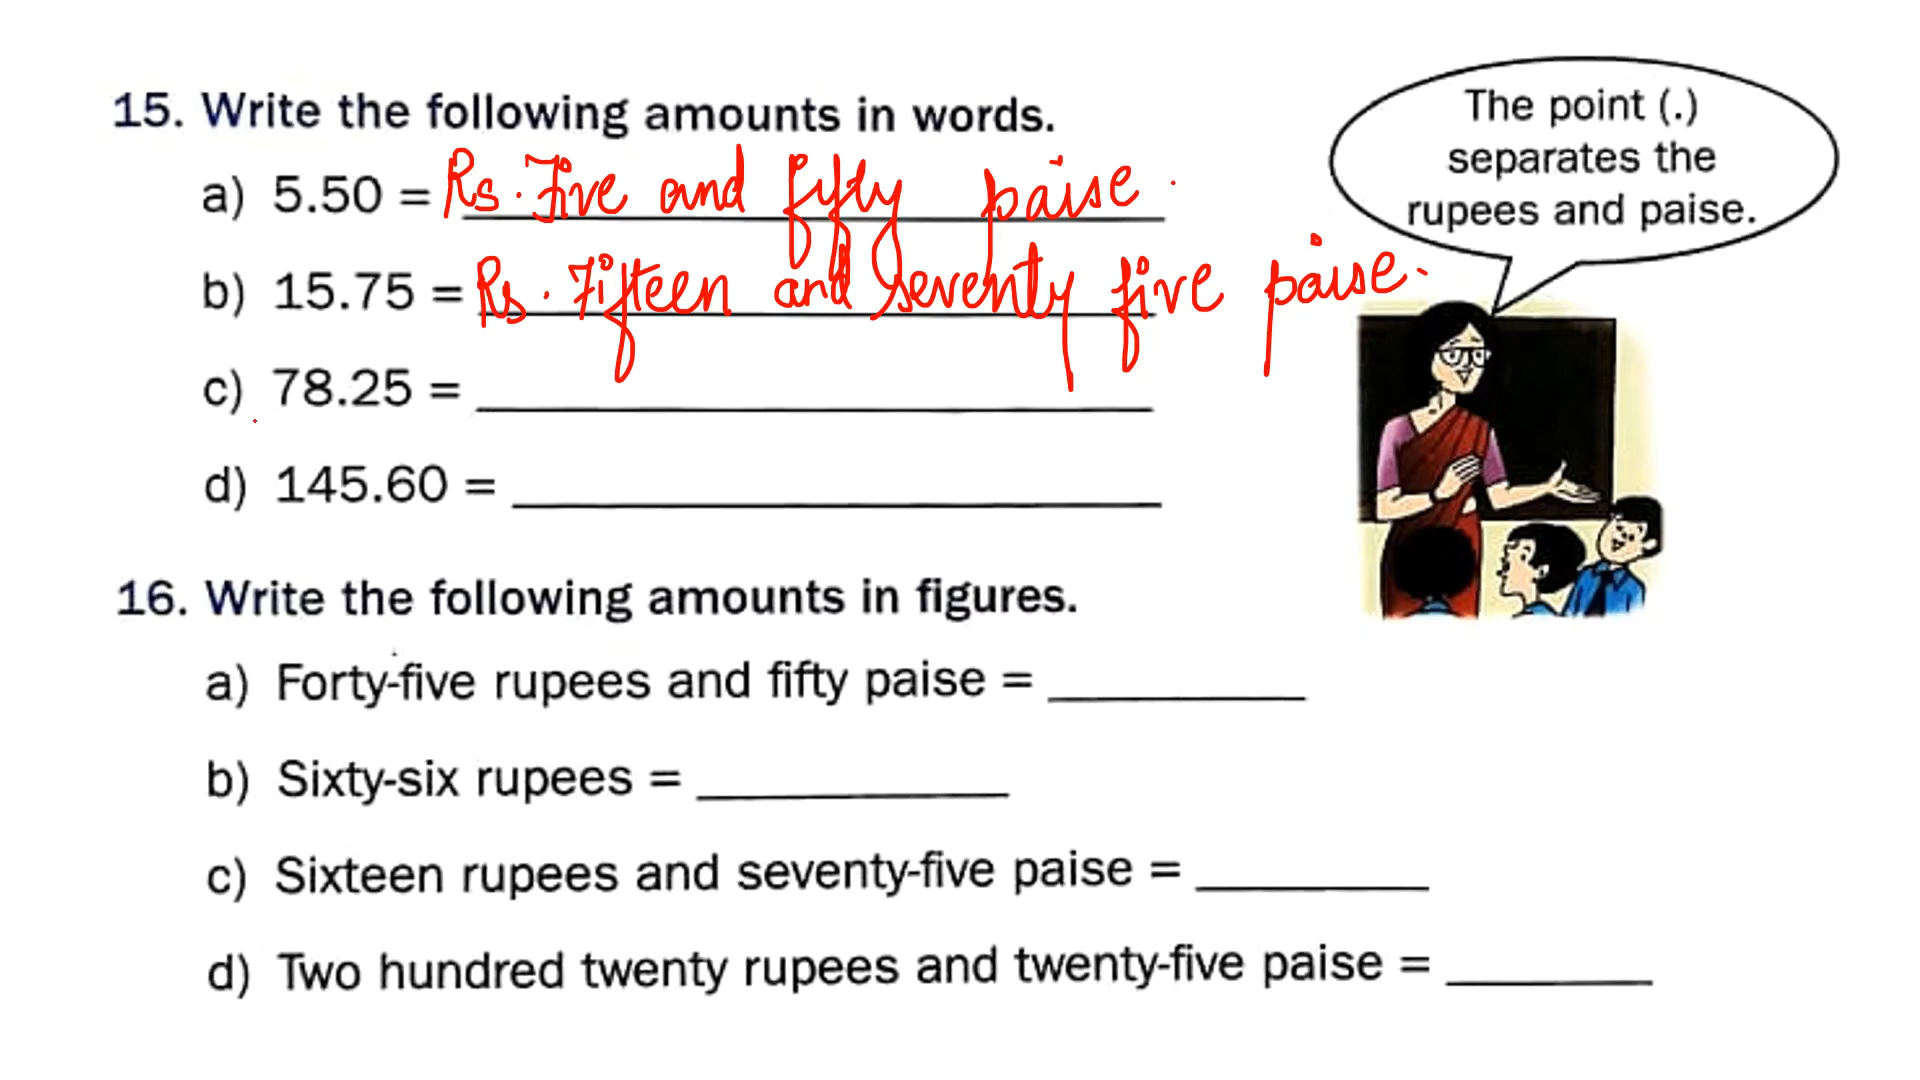 15. Write the following amounts in words.
a) 5.50 = Rs. Five and fifty paise.
b) 15.75 = Rs. Fifteen and seventy five paise.
c) 78.25 = 
d) 145.60 = 
The point (.)
separates the
rupees and paise.
16. Write the following amounts in figures.
a) Forty-five rupees and fifty paise = 
b) Sixty-six rupees = 
c) Sixteen rupees and seventy-five paise = 
d) Two hundred twenty rupees and twenty-five paise =